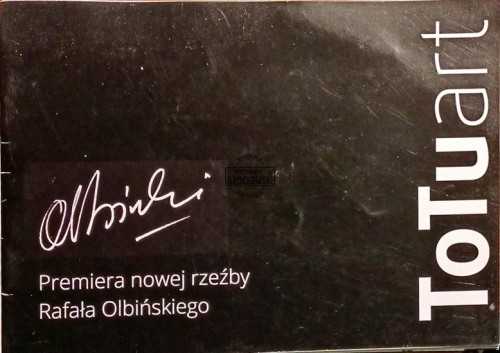 Olbiński
Premiera nowej rzeźby
Rafała Olbińskiego
ToTuart